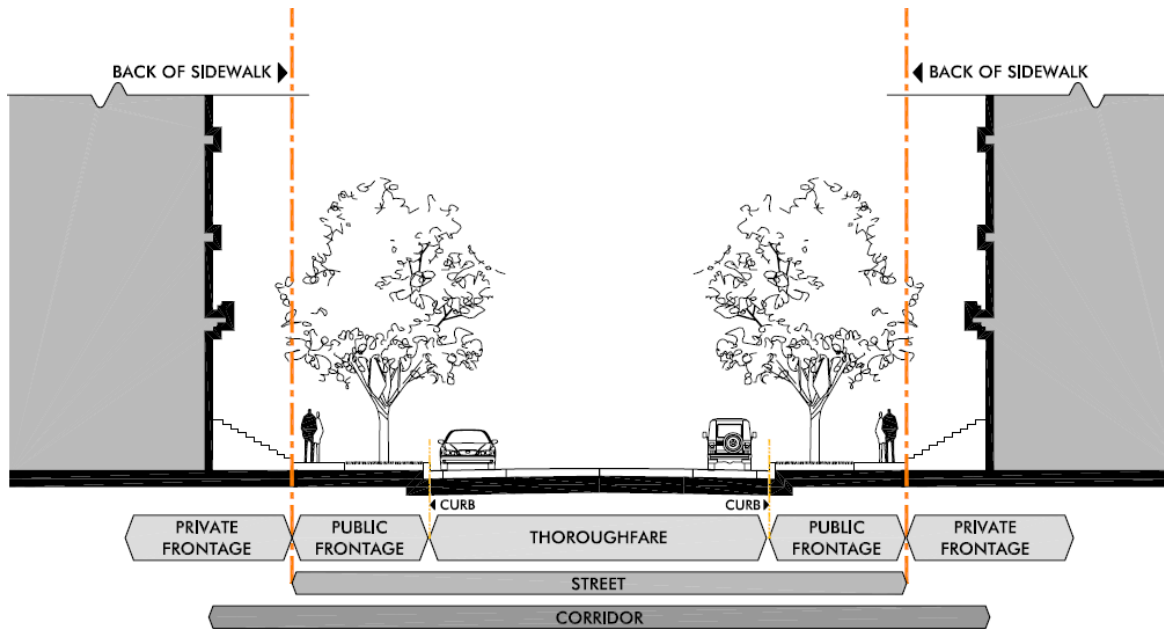 BACK OF SIDEWALK
BACK OF SIDEWALK
CURB
CURB
PRIVATE
FRONTAGE
PUBLIC
FRONTAGE
THOROUGHFARE
PUBLIC
FRONTAGE
PRIVATE
FRONTAGE
STREET
CORRIDOR